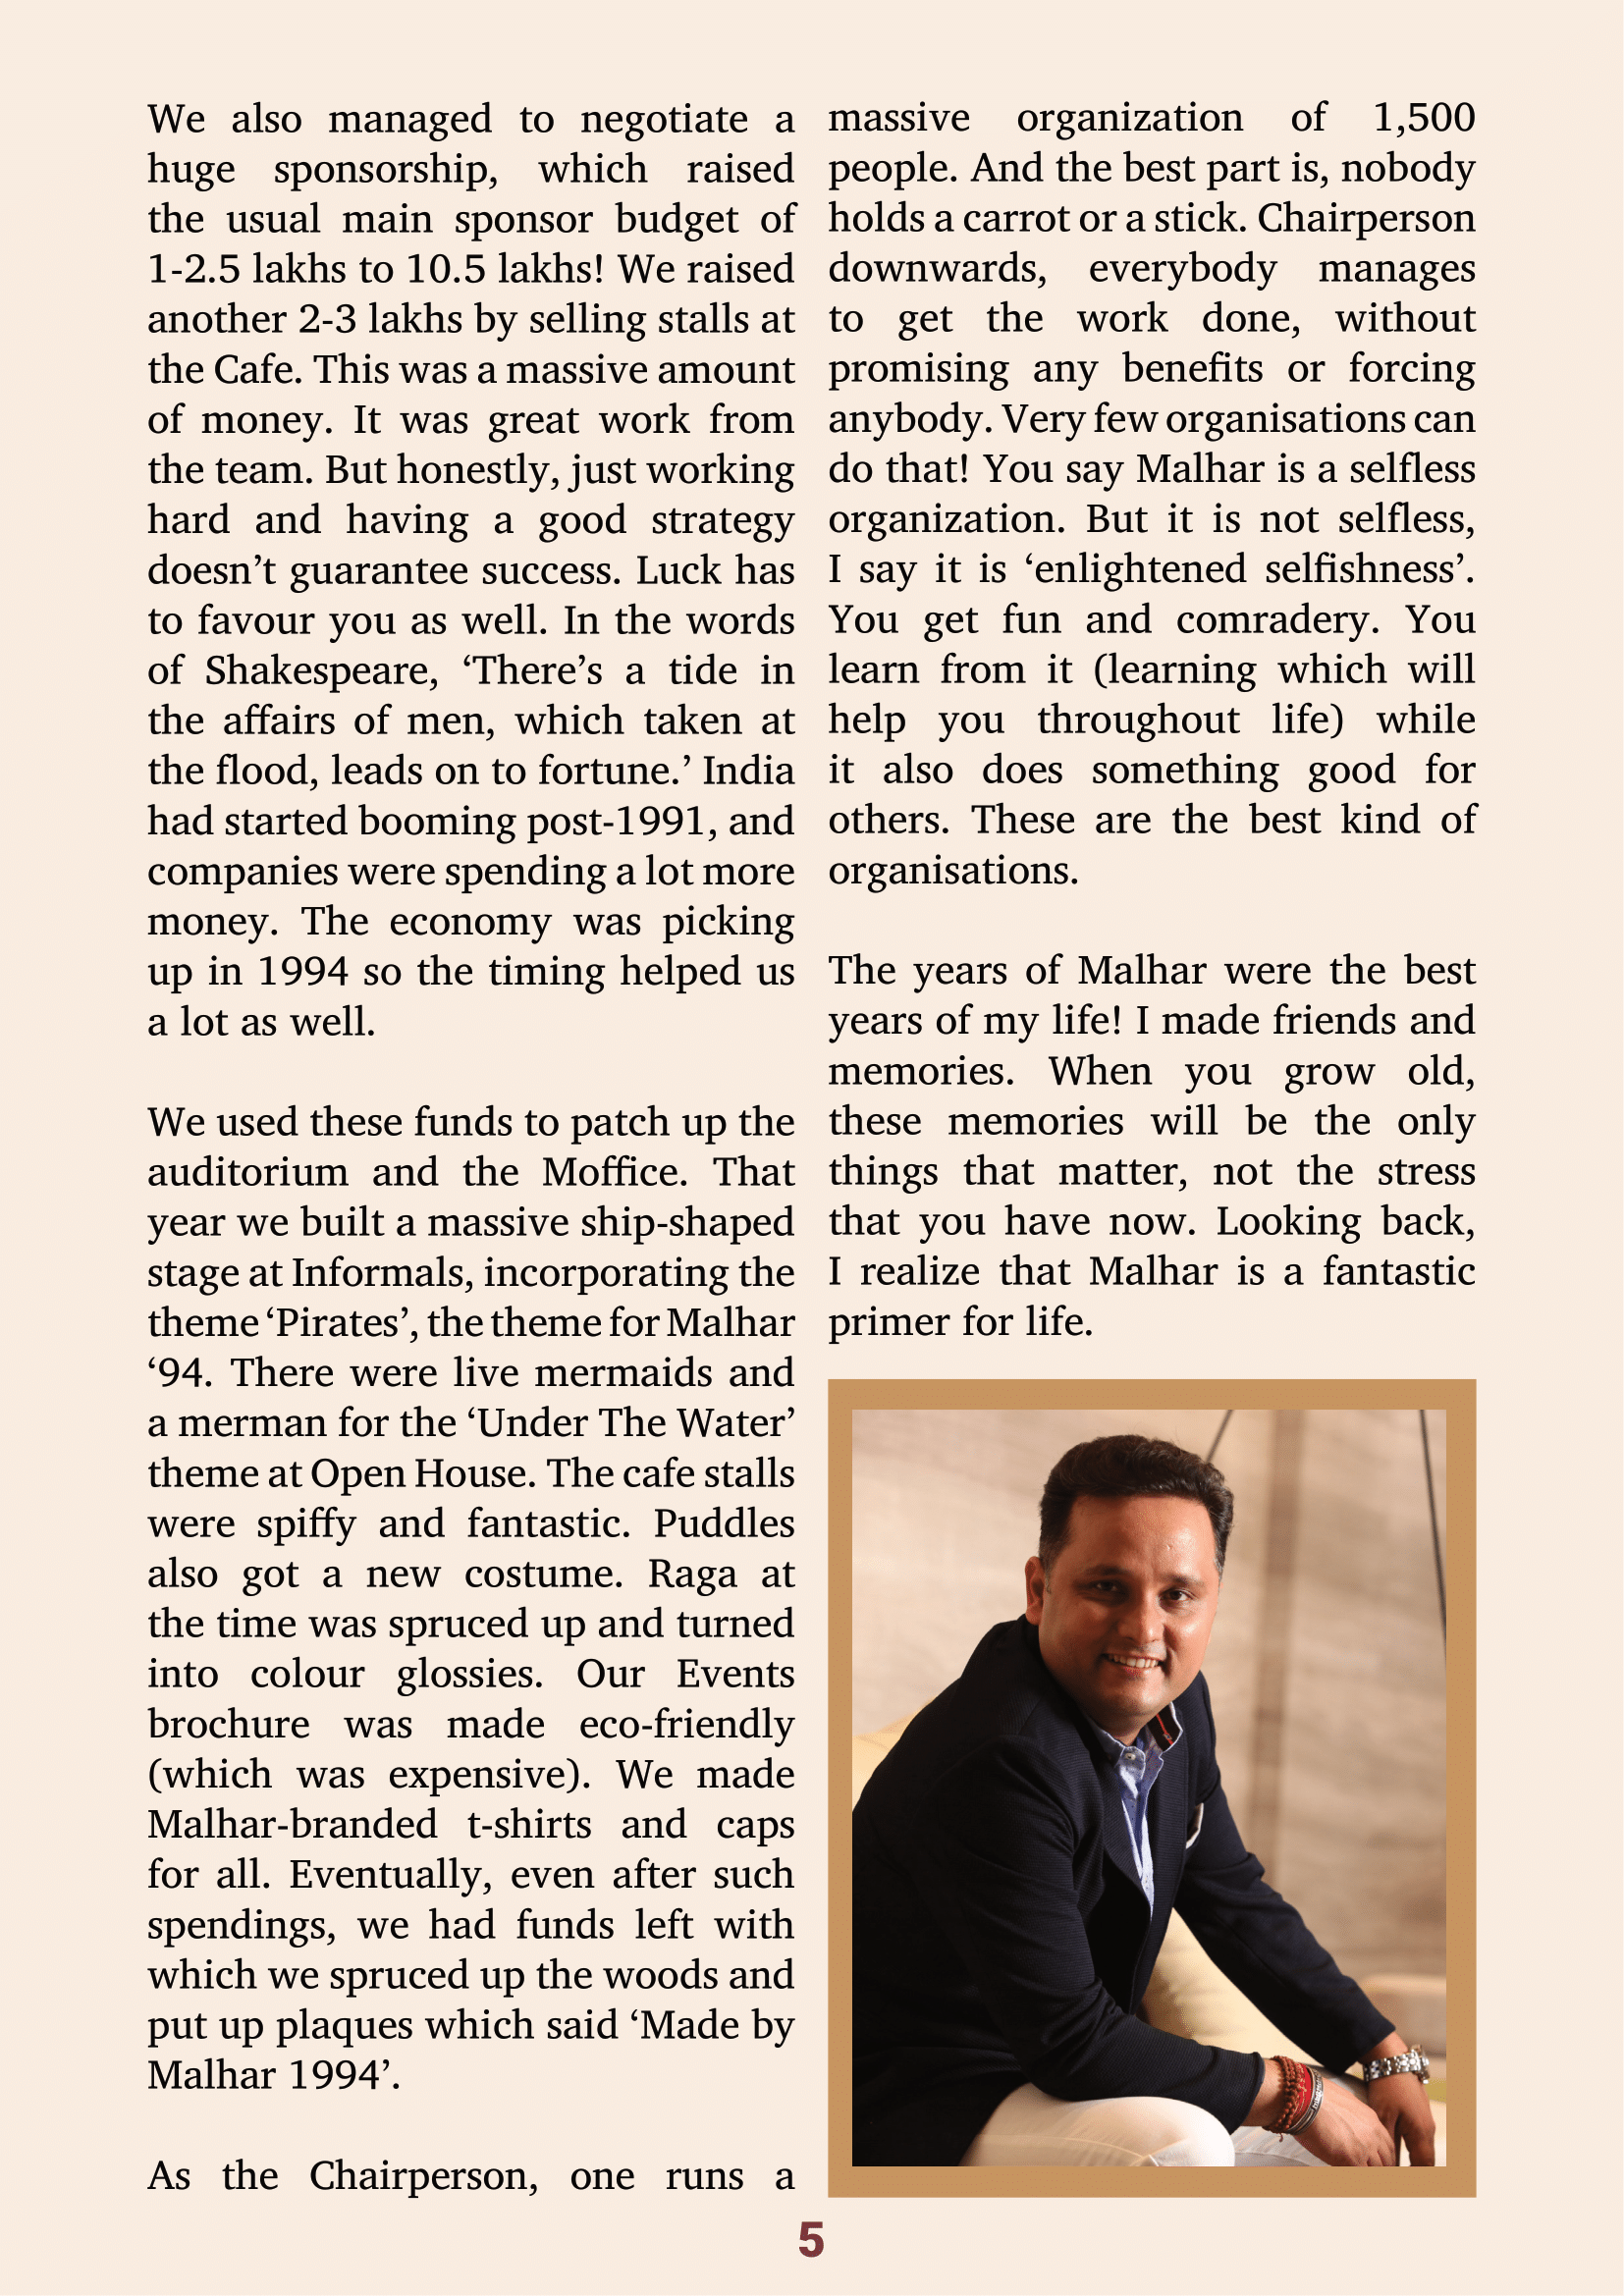 We also managed to negotiate a
huge sponsorship, which raised
the usual main sponsor budget of
1-2.5 lakhs to 10.5 lakhs! We raised
another 2-3 lakhs by selling stalls at
the Cafe. This was a massive amount
of money. It was great work from
the team. But honestly, just working
hard and having a good strategy
doesn’t guarantee success. Luck has
to favour you as well. In the words
of Shakespeare, ‘There’s a tide in
the affairs of men, which taken at
the flood, leads on to fortune.’ India
had started booming post-1991, and
companies were spending a lot more
money. The economy was picking
up in 1994 so the timing helped us
a lot as well.
We used these funds to patch up the
auditorium and the Moffice. That
year we built a massive ship-shaped
stage at Informals, incorporating the
theme ‘Pirates’, the theme for Malhar
‘94. There were live mermaids and
a merman for the ‘Under The Water’
theme at Open House. The cafe stalls
were spiffy and fantastic. Puddles
also got a new costume. Raga at
the time was spruced up and turned
into colour glossies. Our Events
brochure was made eco-friendly
(which was expensive). We made
Malhar-branded t-shirts and caps
for all. Eventually, even after such
spendings, we had funds left with
which we spruced up the woods and
put up plaques which said ‘Made by
Malhar 1994’.
As the Chairperson, one runs a
massive organization of 1,500
people. And the best part is, nobody
holds a carrot or a stick. Chairperson
downwards, everybody manages
to get the work done, without
promising any benefits or forcing
anybody. Very few organisations can
do that! You say Malhar is a selfless
organization. But it is not selfless,
I say it is ‘enlightened selfishness’.
You get fun and comradery. You
learn from it (learning which will
help you throughout life) while
it also does something good for
others. These are the best kind of
organisations.
The years of Malhar were the best
years of my life! I made friends and
memories. When you grow old,
these memories will be the only
things that matter, not the stress
that you have now. Looking back,
I realize that Malhar is a fantastic
primer for life.
5